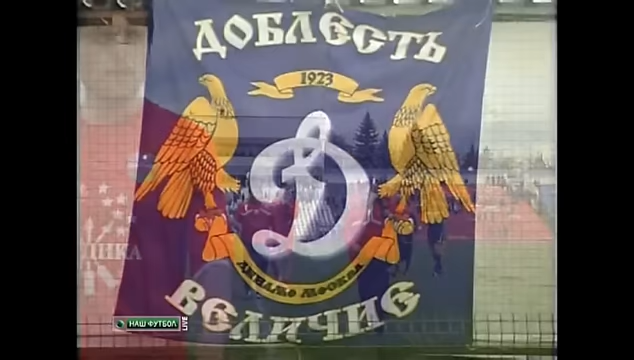 ДОБЛЕСТЬ
1923
Д
ДИНАМО МОСКВА
ВЕЛИЧИЕ
НАШ ФУТБОЛ
LIVE